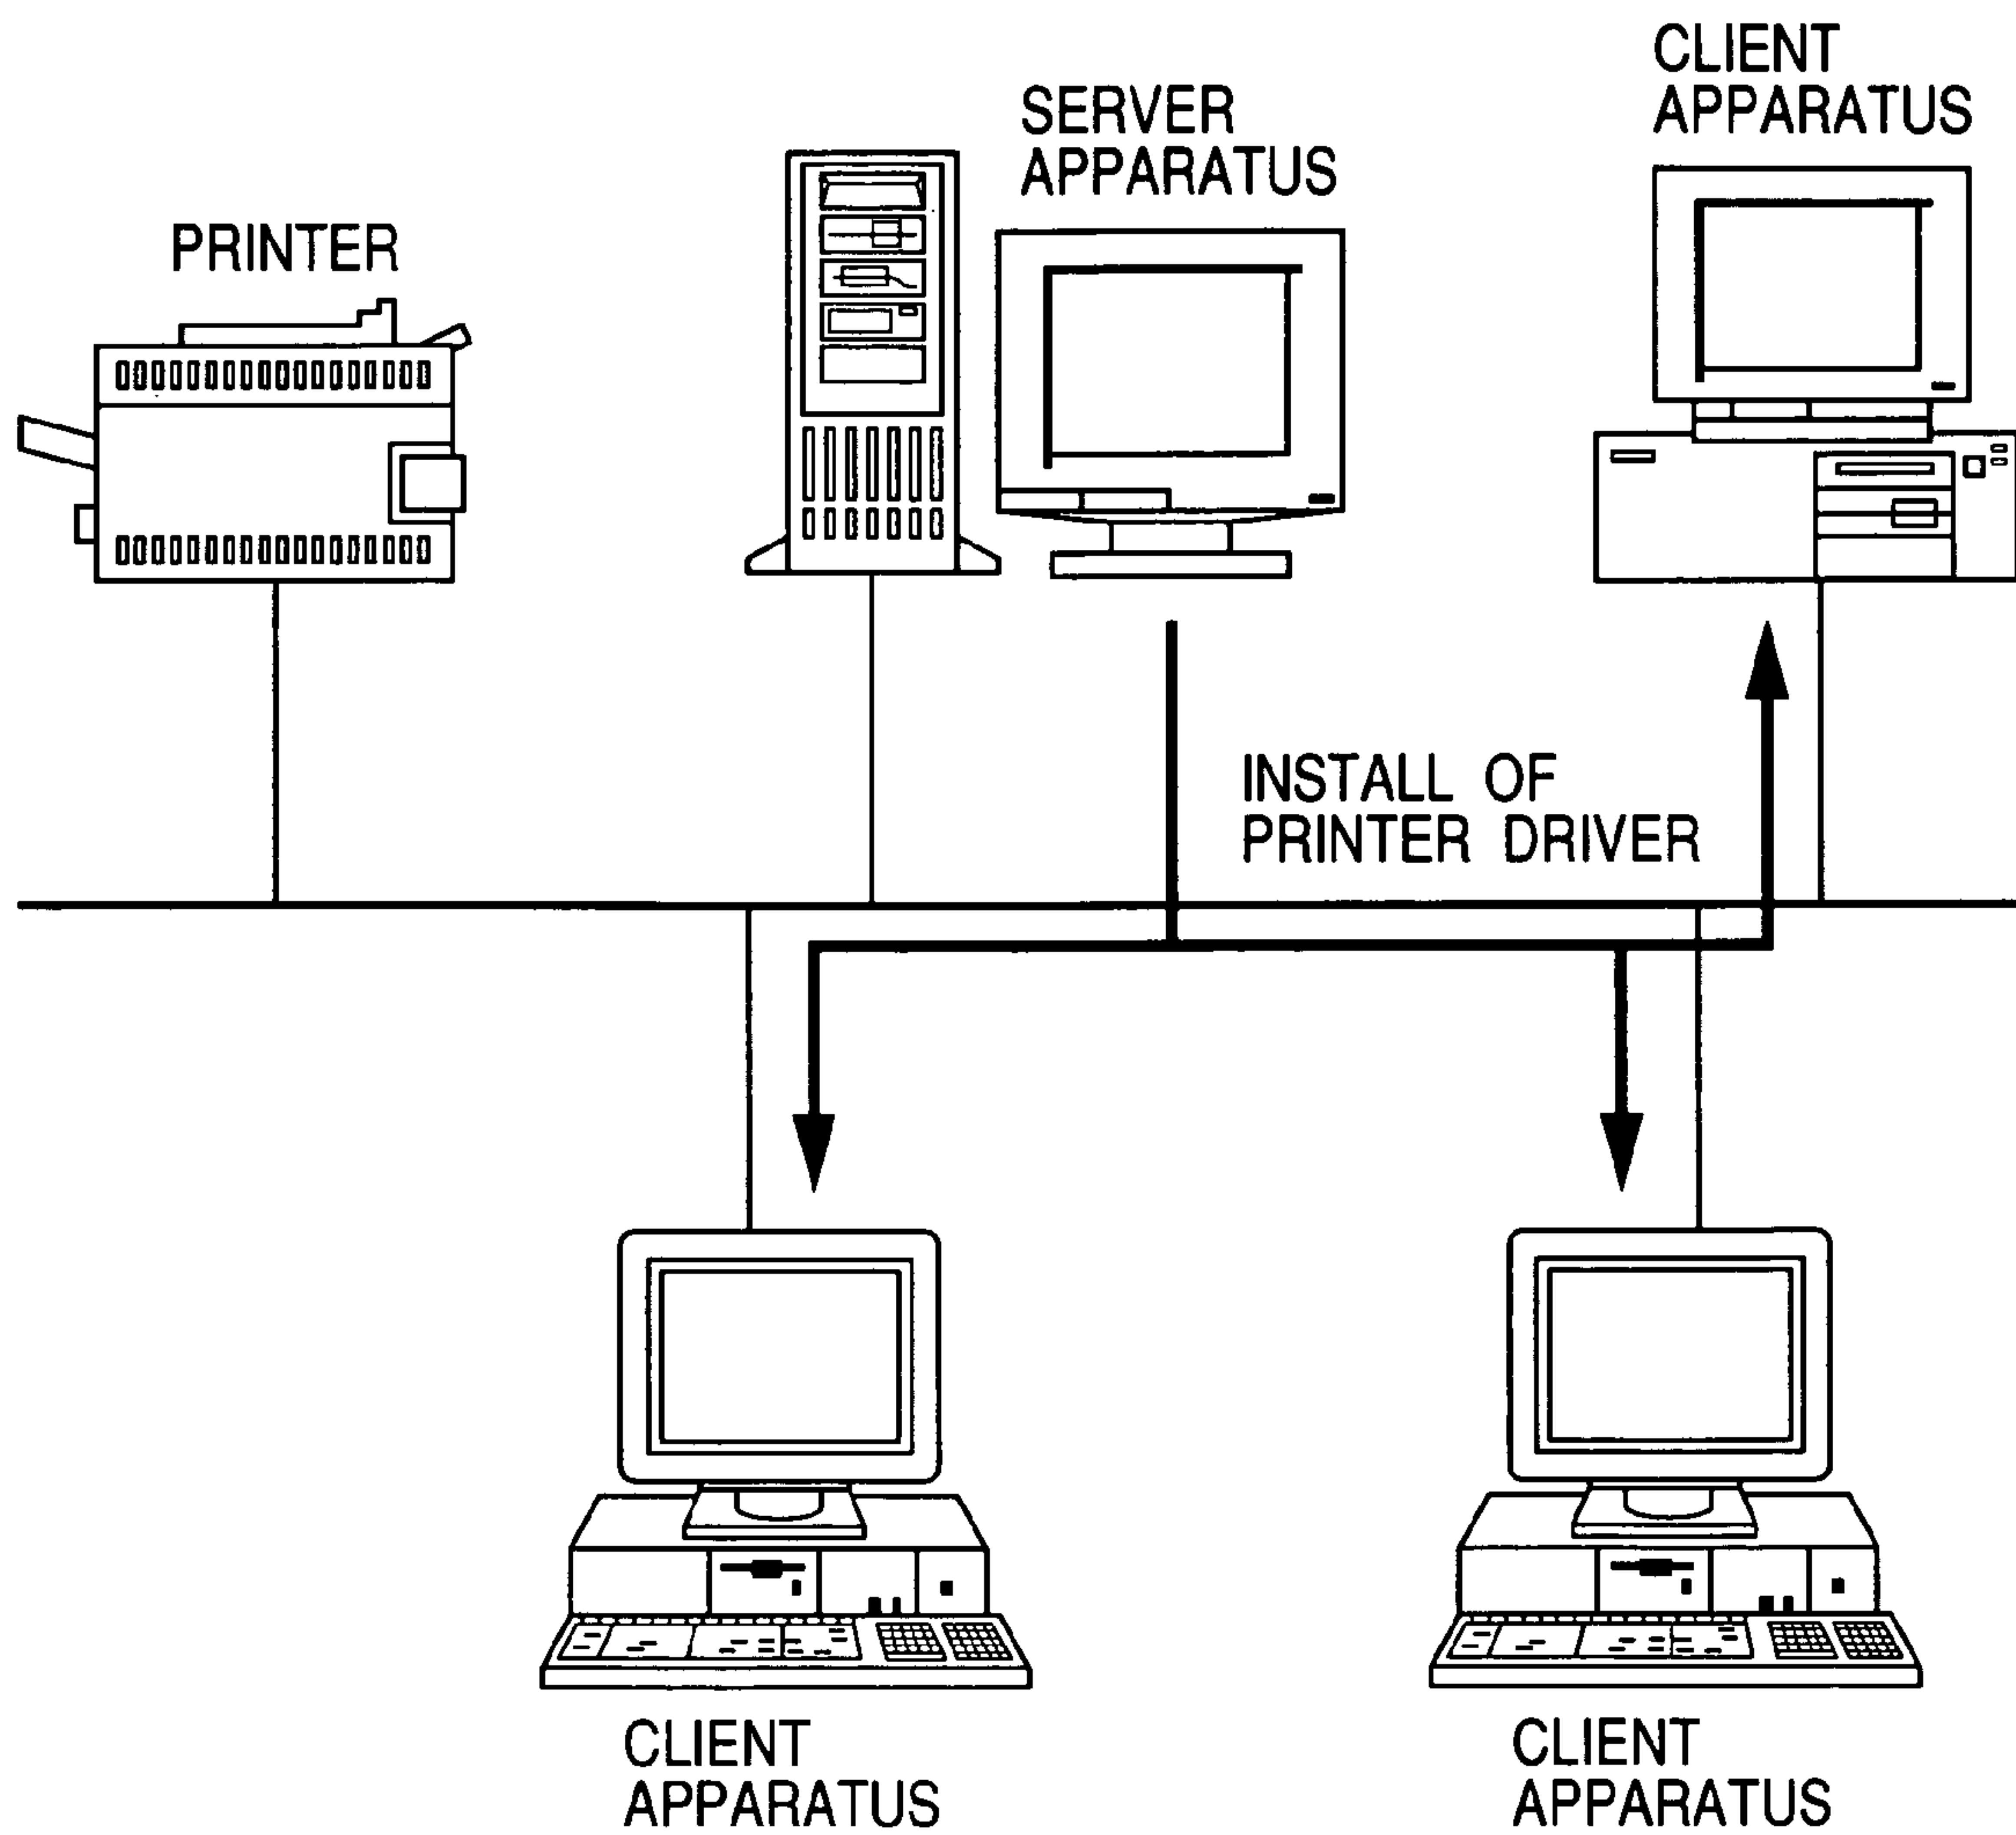 CLIENT
APPARATUS
SERVER
APPARATUS
PRINTER
INSTALL OF
PRINTER DRIVER
CLIENT
APPARATUS
CLIENT
APPARATUS